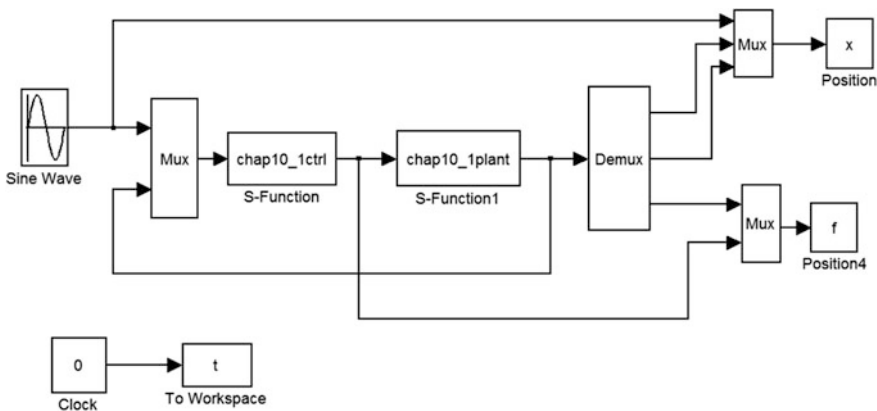 Mux
x
Position
Sine Wave
Mux
chap10_1ctrl
S-Function
chap10_1plant
S-Function1
Demux
Mux
f
Position4
0
Clock
t
To Workspace